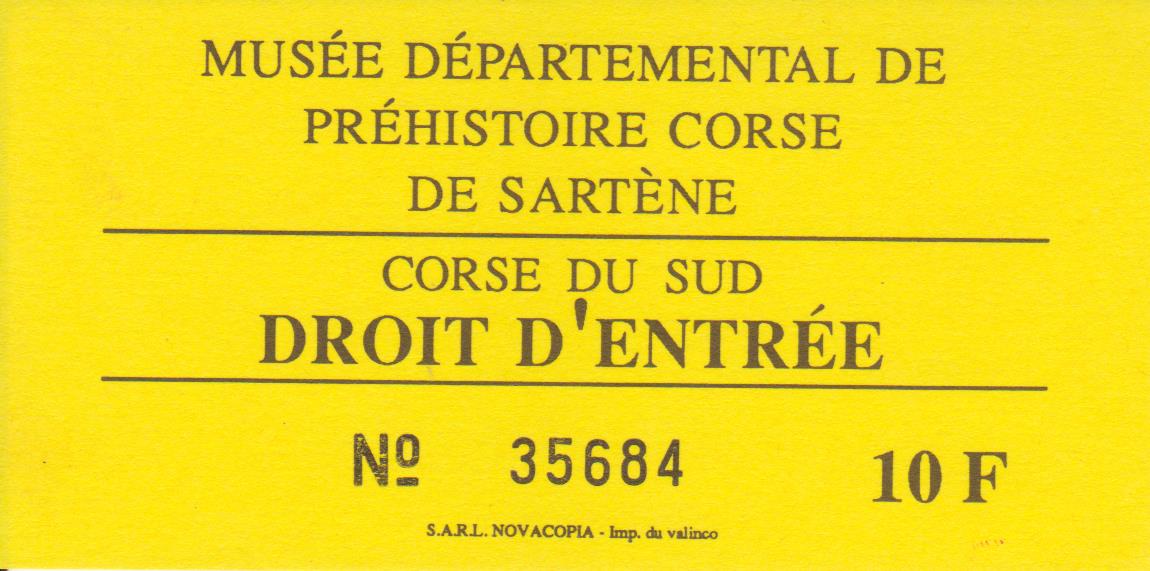 MUSÉE DÉPARTEMENTAL DE
PRÉHISTOIRE CORSE
DE SARTÈNE
CORSE DU SUD
DROIT D'ENTRÉE
Nº 35684 10 F
S.A.R.L. NOVACOPIA - Imp. du valinco